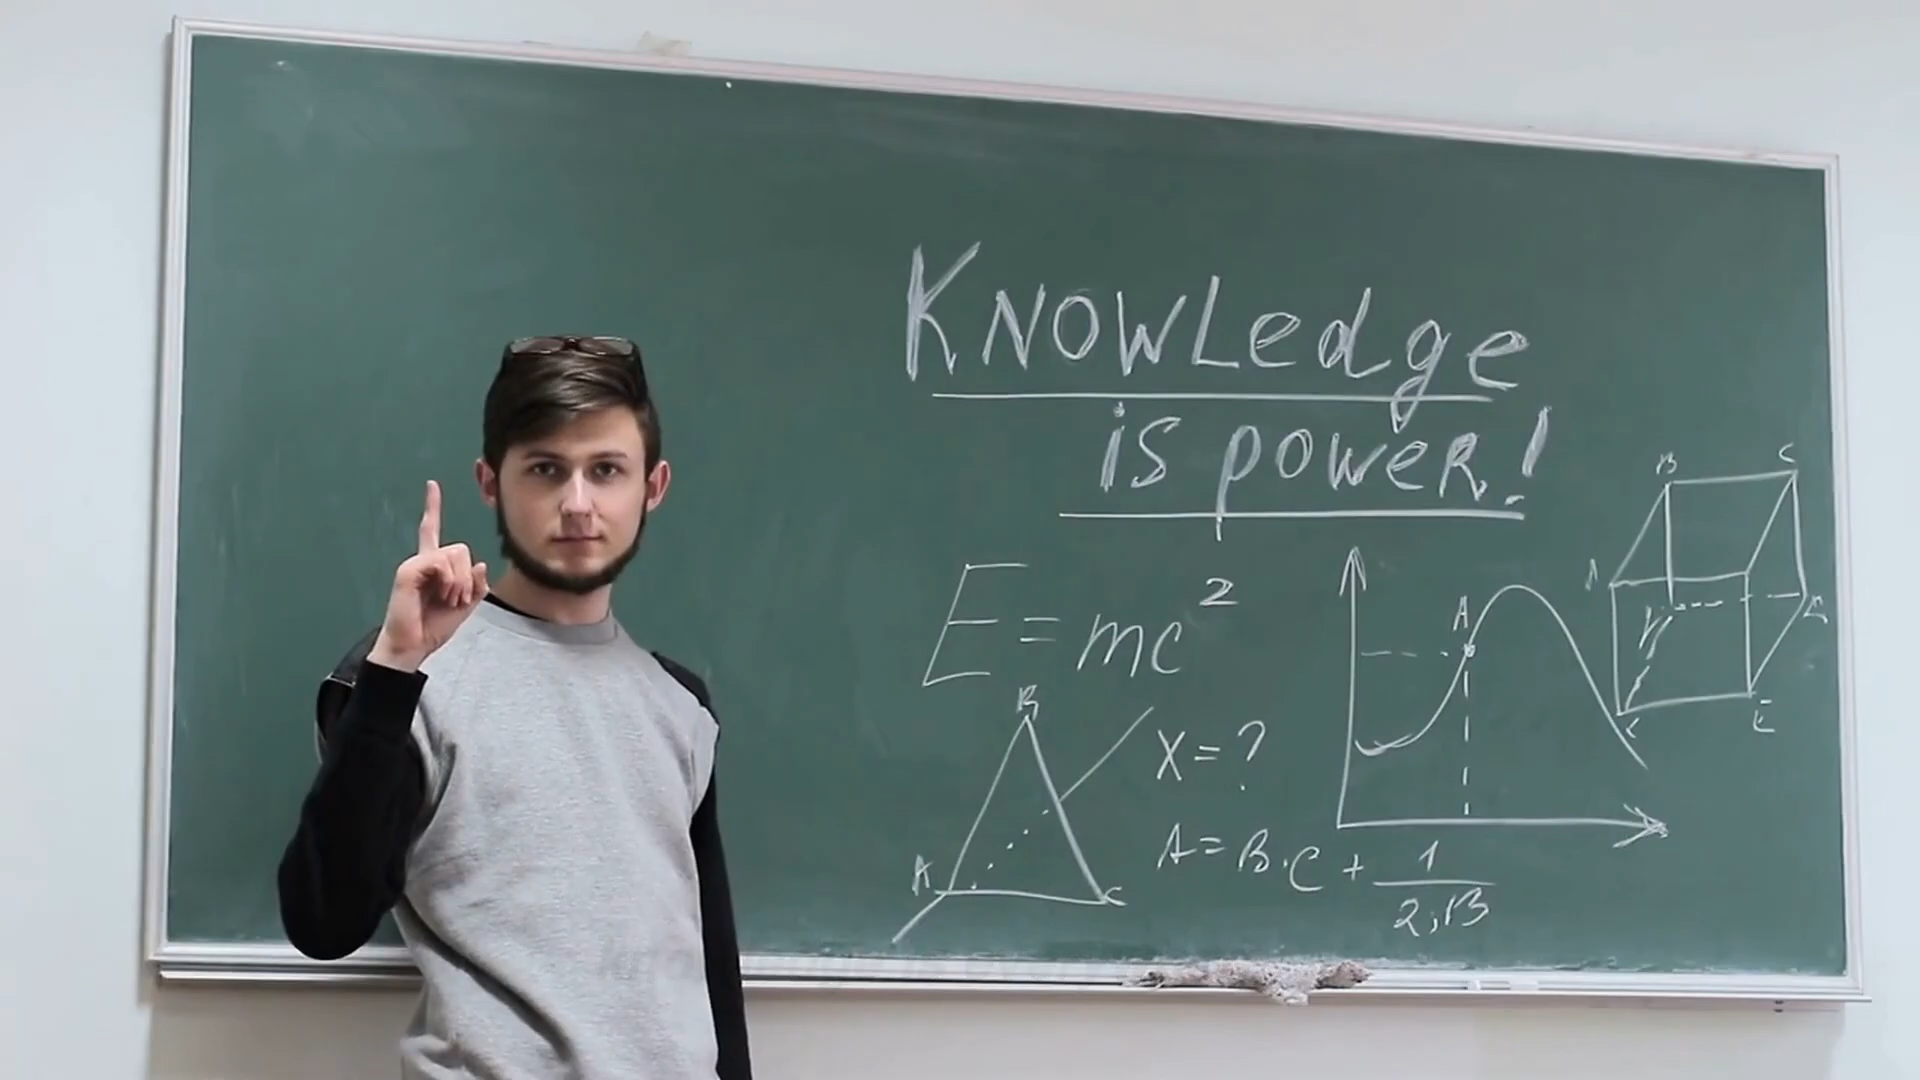 Knowledge
is power!
E = mc²
B
X = ?
A C
A = B · C + 1/2,13
A
B C
A
E